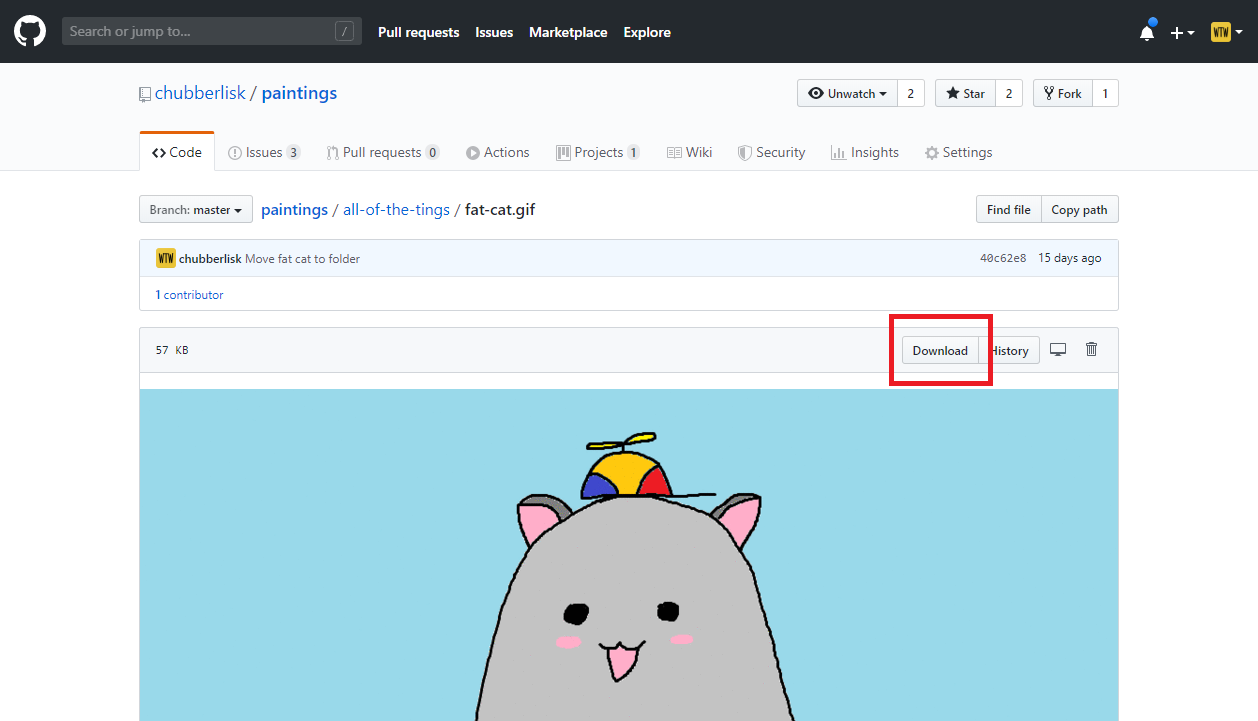 Search or jump to... / Pull requests Issues Marketplace Explore WTW
chubberlisk / paintings Unwatch 2 Star 2 Fork 1
Code Issues 3 Pull requests 0 Actions Projects 1 Wiki Security Insights Settings
Branch: master paintings / all-of-the-tings / fat-cat.gif Find file Copy path
WTW chubberlisk Move fat cat to folder 40c62e8 15 days ago
1 contributor
57 KB Download History